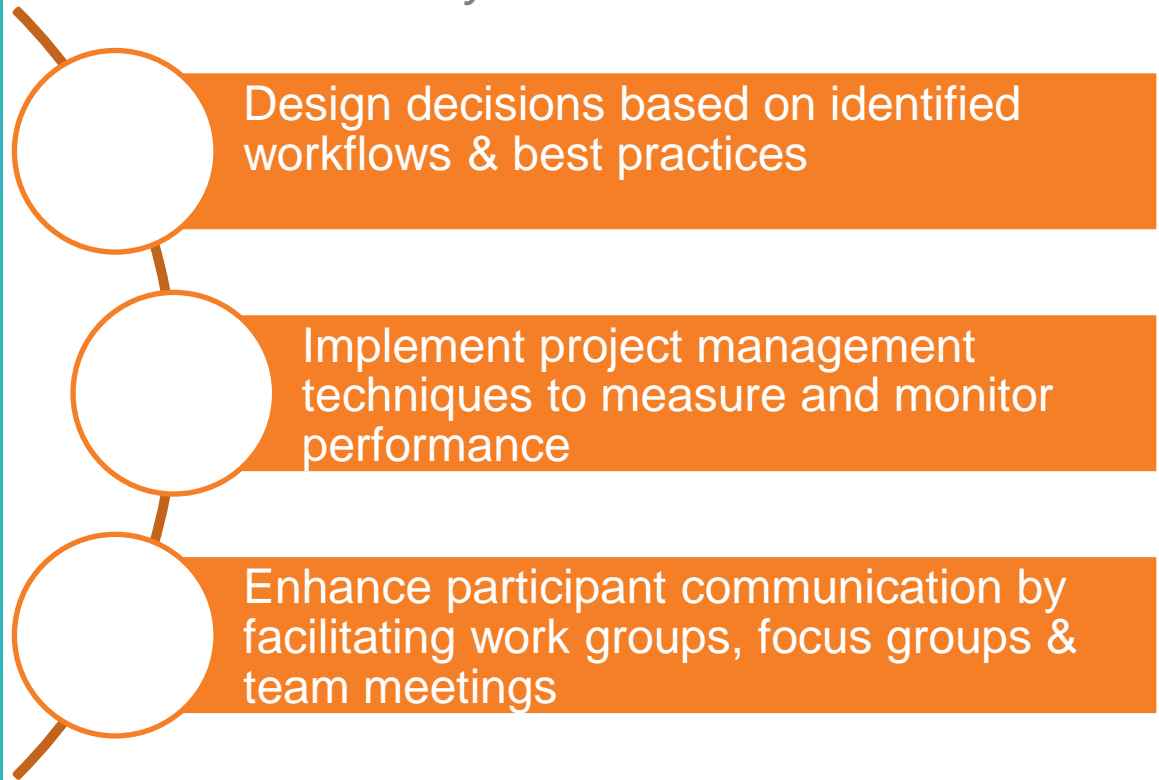 Design decisions based on identified
workflows & best practices
Implement project management
techniques to measure and monitor
performance
Enhance participant communication by
facilitating work groups, focus groups &
team meetings